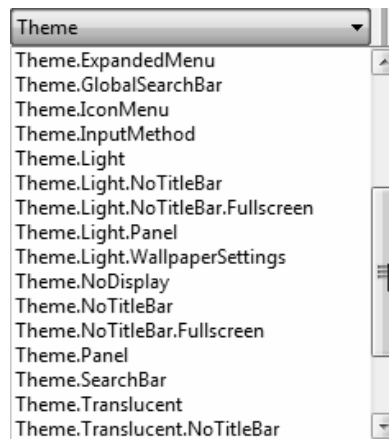 Theme
Theme.ExpandedMenu
Theme.GlobalSearchBar
Theme.IconMenu
Theme.InputMethod
Theme.Light
Theme.Light.NoTitleBar
Theme.Light.NoTitleBar.Fullscreen
Theme.Light.Panel
Theme.Light.WallpaperSettings
Theme.NoDisplay
Theme.NoTitleBar
Theme.NoTitleBar.Fullscreen
Theme.Panel
Theme.SearchBar
Theme.Translucent
Theme.Translucent.NoTitleBar